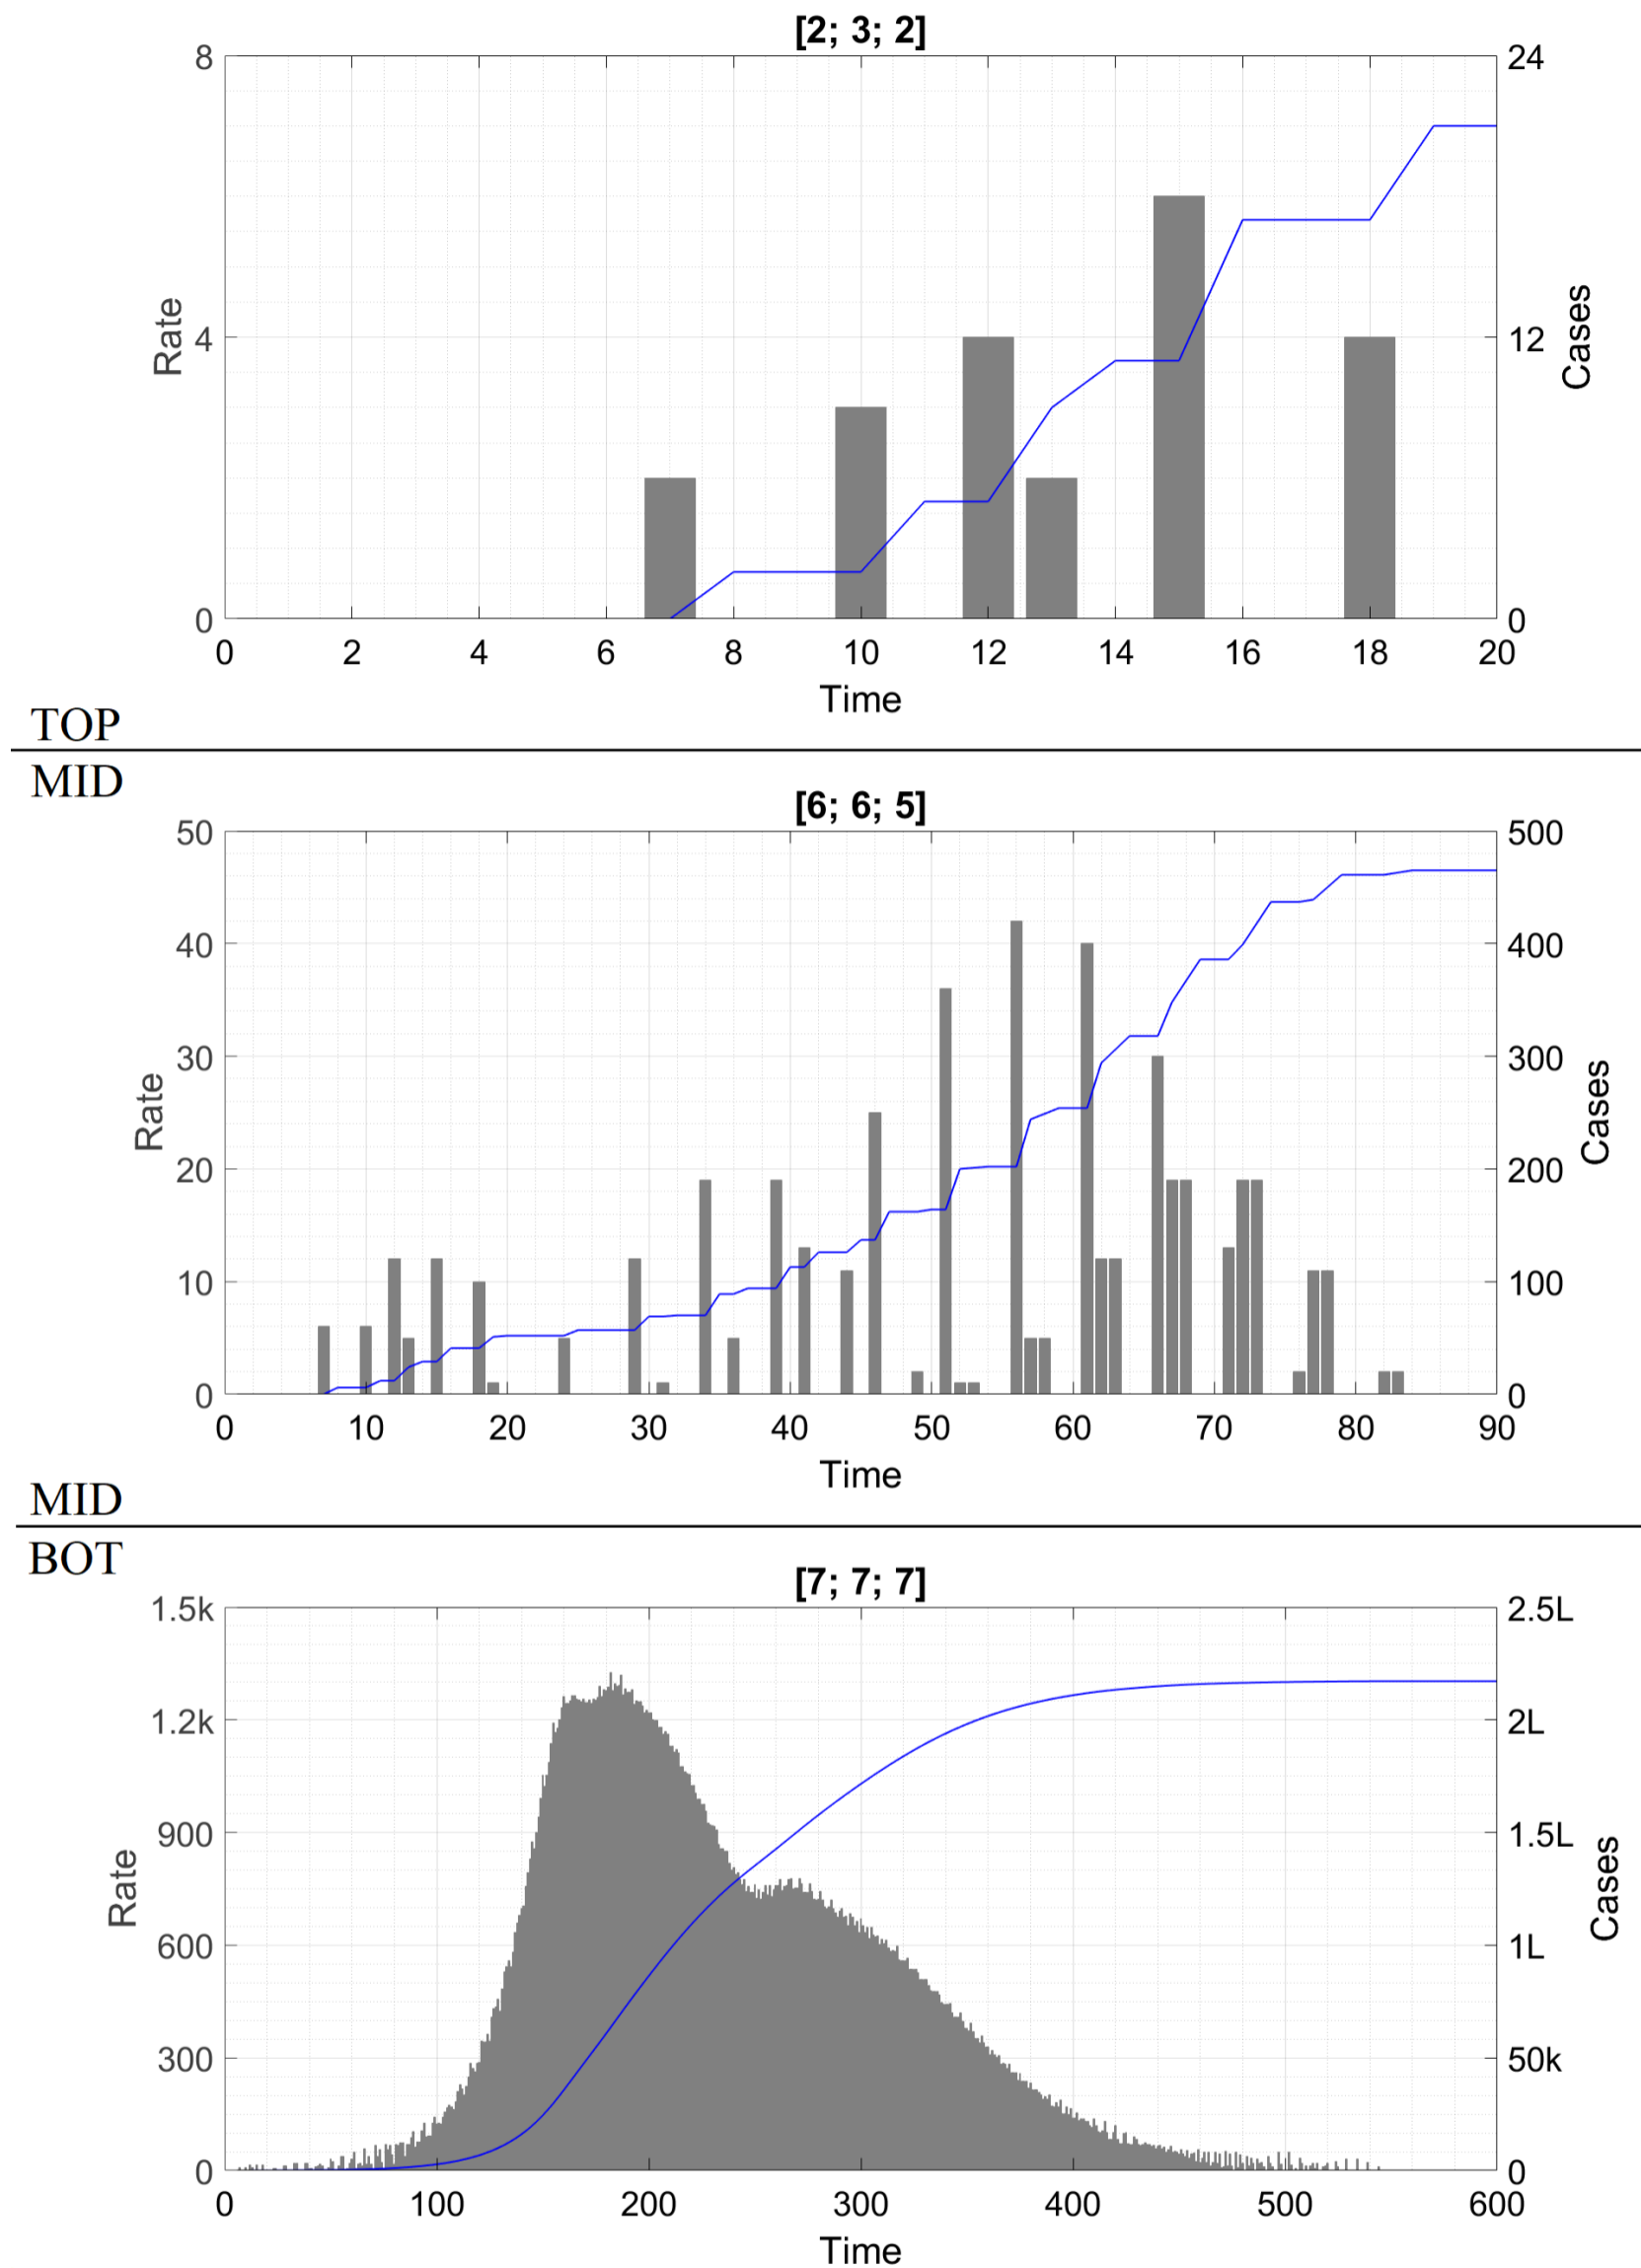 [2; 3; 2]
8 24
Rate 4 12 Cases
0 0
0 2 4 6 8 10 12 14 16 18 20
Time
TOP
MID
[6; 6; 5]
50 500
40 400
30 300
Rate Cases
20 200
10 100
0 0
0 10 20 30 40 50 60 70 80 90
Time
MID
BOT
[7; 7; 7]
1.5k 2.5L
1.2k 2L
900 1.5L
Rate Cases
600 1L
300 50k
0 0
0 100 200 300 400 500 600
Time